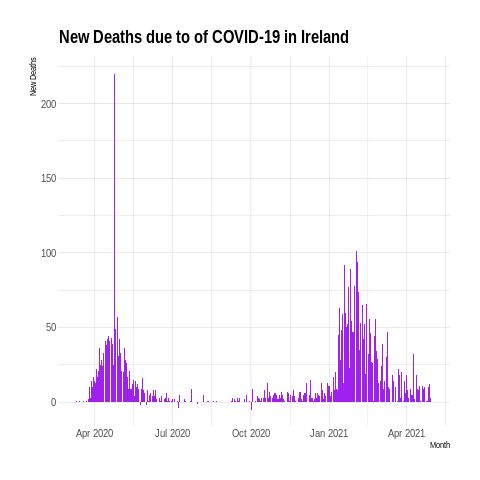 New Deaths due to of COVID-19 in Ireland
New Deaths
200
150
100
50
0
Apr 2020 Jul 2020 Oct 2020 Jan 2021 Apr 2021
Month